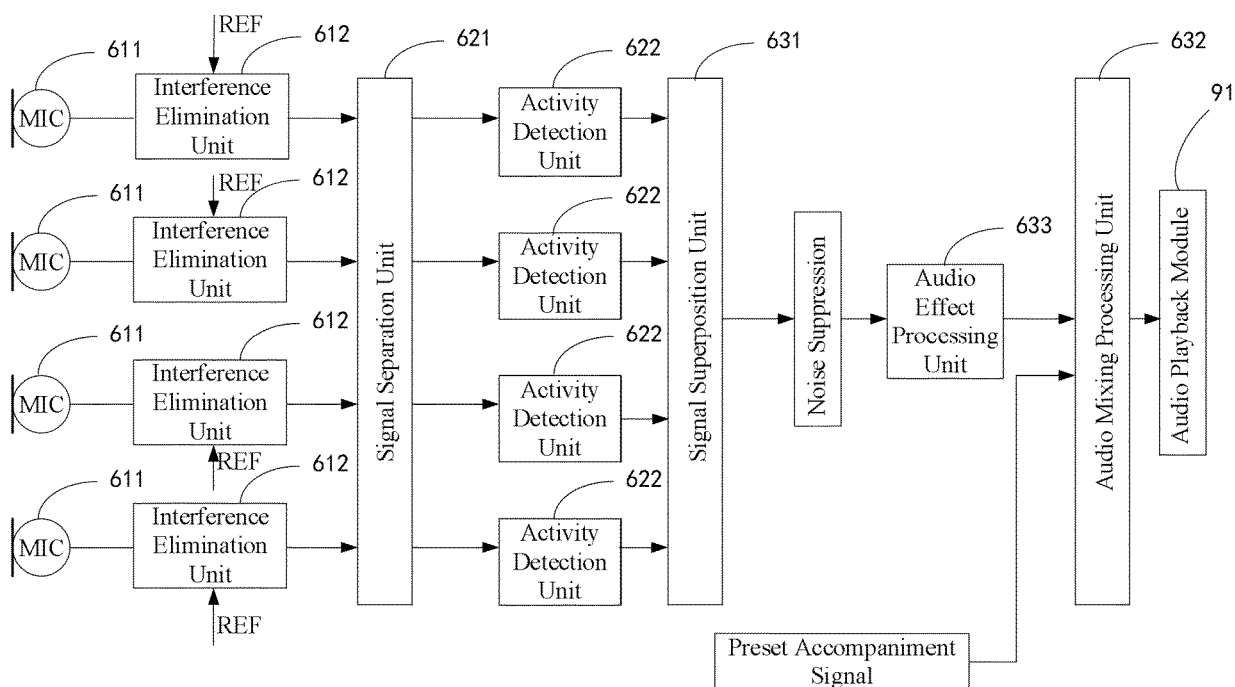 REF
612
611
621
622
631
632
91
MIC
Interference
Elimination
Unit
Activity
Detection
Unit
REF
612
611
622
MIC
Interference
Elimination
Unit
Activity
Detection
Unit
633
612
611
622
MIC
Interference
Elimination
Unit
REF
Activity
Detection
Unit
612
611
622
MIC
Interference
Elimination
Unit
REF
Activity
Detection
Unit
Signal Separation Unit
Signal Superposition Unit
Noise Suppression
Audio
Effect
Processing
Unit
Audio Mixing Processing Unit
Audio Playback Module
Preset Accompaniment
Signal